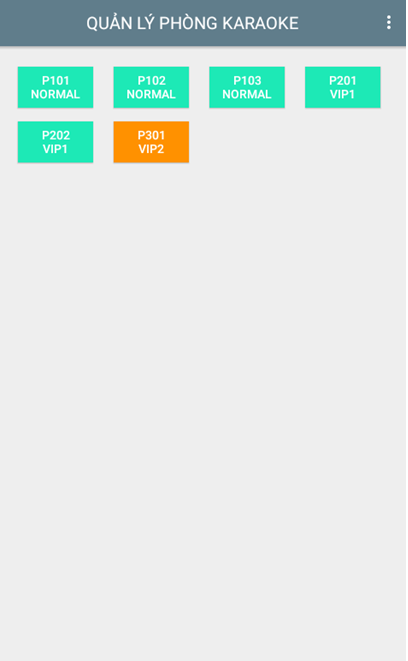 QUẢN LÝ PHÒNG KARAOKE
P101
NORMAL
P102
NORMAL
P103
NORMAL
P201
VIP1
P202
VIP1
P301
VIP2